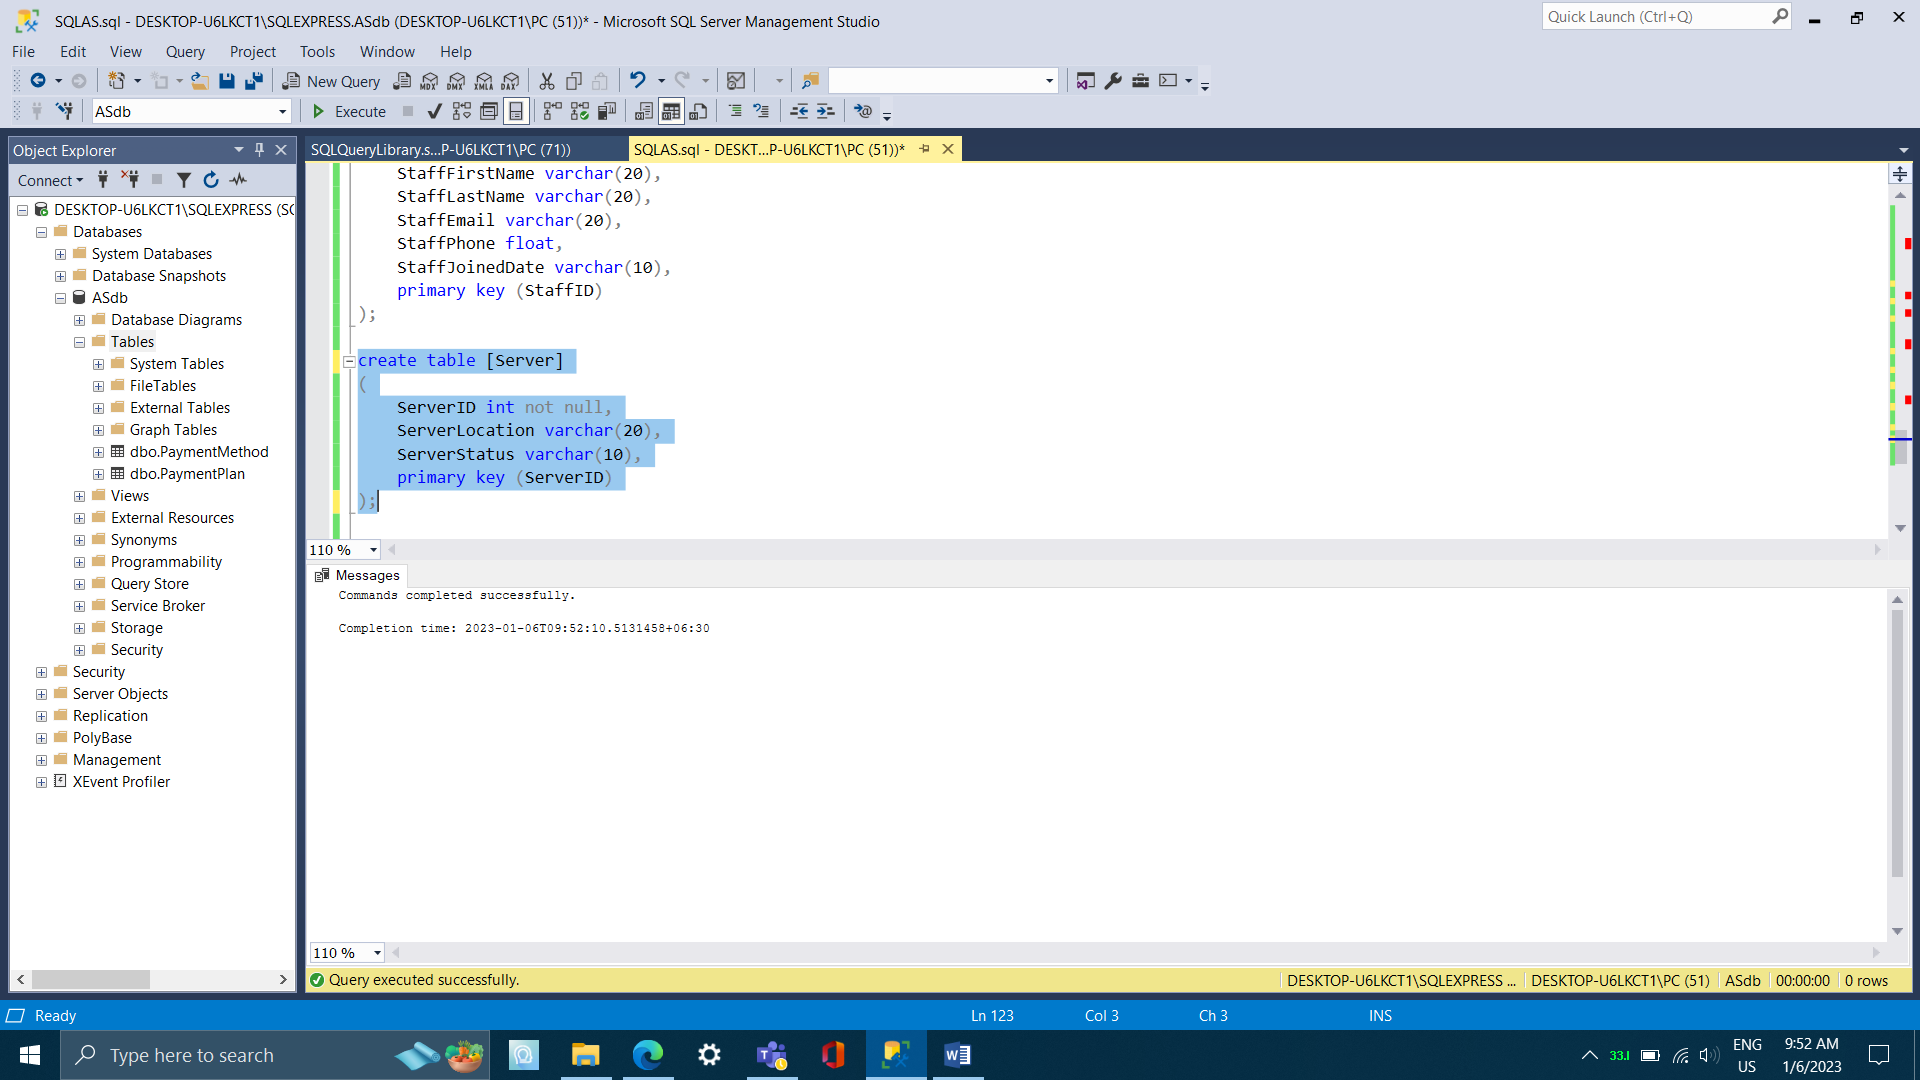 SQLAS.sql - DESKTOP-U6LKCT1\SQLEXPRESS.ASdb (DESKTOP-U6LKCT1\PC (51))* - Microsoft SQL Server Management Studio
Quick Launch (Ctrl+Q)
File Edit View Query Project Tools Window Help
New Query MDX DMX XMLA DAX
ASdb Execute
Object Explorer
SQLQueryLibrary.s...P-U6LKCT1\PC (71))
SQLAS.sql - DESKT...P-U6LKCT1\PC (51))*
Connect
DESKTOP-U6LKCT1\SQLEXPRESS (SC
Databases
System Databases
Database Snapshots
ASdb
Database Diagrams
Tables
System Tables
FileTables
External Tables
Graph Tables
dbo.PaymentMethod
dbo.PaymentPlan
Views
External Resources
Synonyms
Programmability
Query Store
Service Broker
Storage
Security
Security
Server Objects
Replication
PolyBase
Management
XEvent Profiler
StaffFirstName varchar(20),
StaffLastName varchar(20),
StaffEmail varchar(20),
StaffPhone float,
StaffJoinedDate varchar(10),
primary key (StaffID)
);
create table [Server]
(
ServerID int not null,
ServerLocation varchar(20),
ServerStatus varchar(10),
primary key (ServerID)
);
110 %
Messages
Commands completed successfully.
Completion time: 2023-01-06T09:52:10.5131458+06:30
110 %
Query executed successfully.
DESKTOP-U6LKCT1\SQLEXPRESS ... DESKTOP-U6LKCT1\PC (51) ASdb 00:00:00 0 rows
Ready Ln 123 Col 3 Ch 3 INS
Type here to search
33.1
ENG
US
9:52 AM
1/6/2023